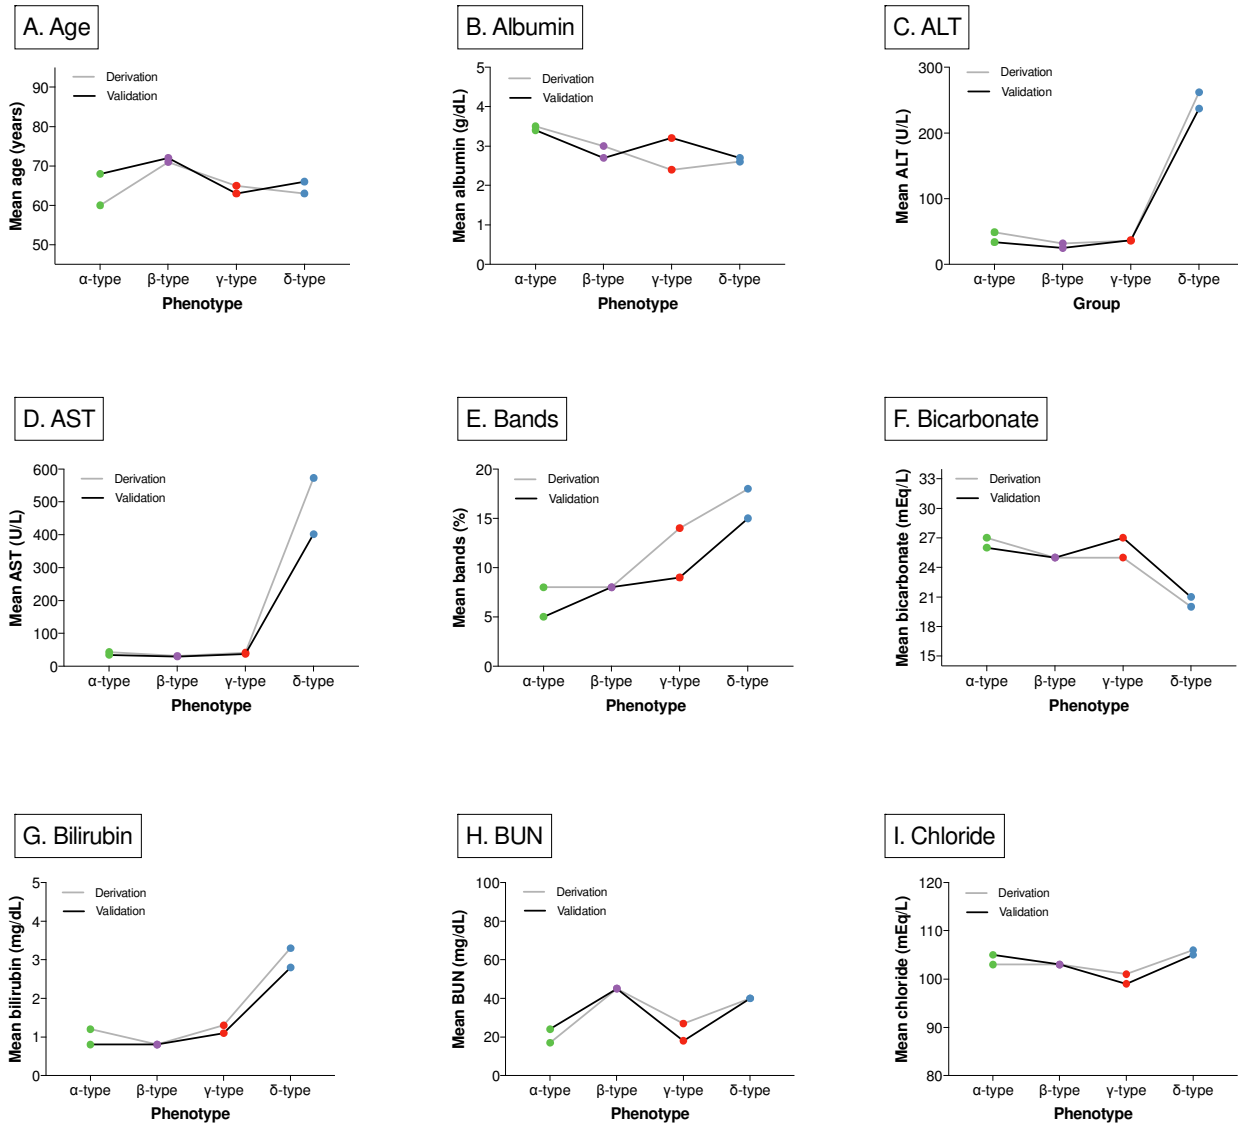 A. Age
B. Albumin
C. ALT
Derivation
Validation
90
80
70
60
50
Mean age (years)
α-type β-type γ-type δ-type
Phenotype
Derivation
Validation
5
4
3
2
1
0
Mean albumin (g/dL)
α-type β-type γ-type δ-type
Phenotype
Derivation
Validation
300
200
100
0
Mean ALT (U/L)
α-type β-type γ-type δ-type
Group
D. AST
E. Bands
F. Bicarbonate
Derivation
Validation
600
500
400
300
200
100
0
Mean AST (U/L)
α-type β-type γ-type δ-type
Phenotype
Derivation
Validation
20
15
10
5
0
Mean bands (%)
α-type β-type γ-type δ-type
Phenotype
Derivation
Validation
33
30
27
24
21
18
15
Mean bicarbonate (mEq/L)
α-type β-type γ-type δ-type
Phenotype
G. Bilirubin
H. BUN
I. Chloride
Derivation
Validation
5
4
3
2
1
0
Mean bilirubin (mg/dL)
α-type β-type γ-type δ-type
Phenotype
Derivation
Validation
100
80
60
40
20
0
Mean BUN (mg/dL)
α-type β-type γ-type δ-type
Phenotype
Derivation
Validation
120
110
100
90
80
Mean chloride (mEq/L)
α-type β-type γ-type δ-type
Phenotype